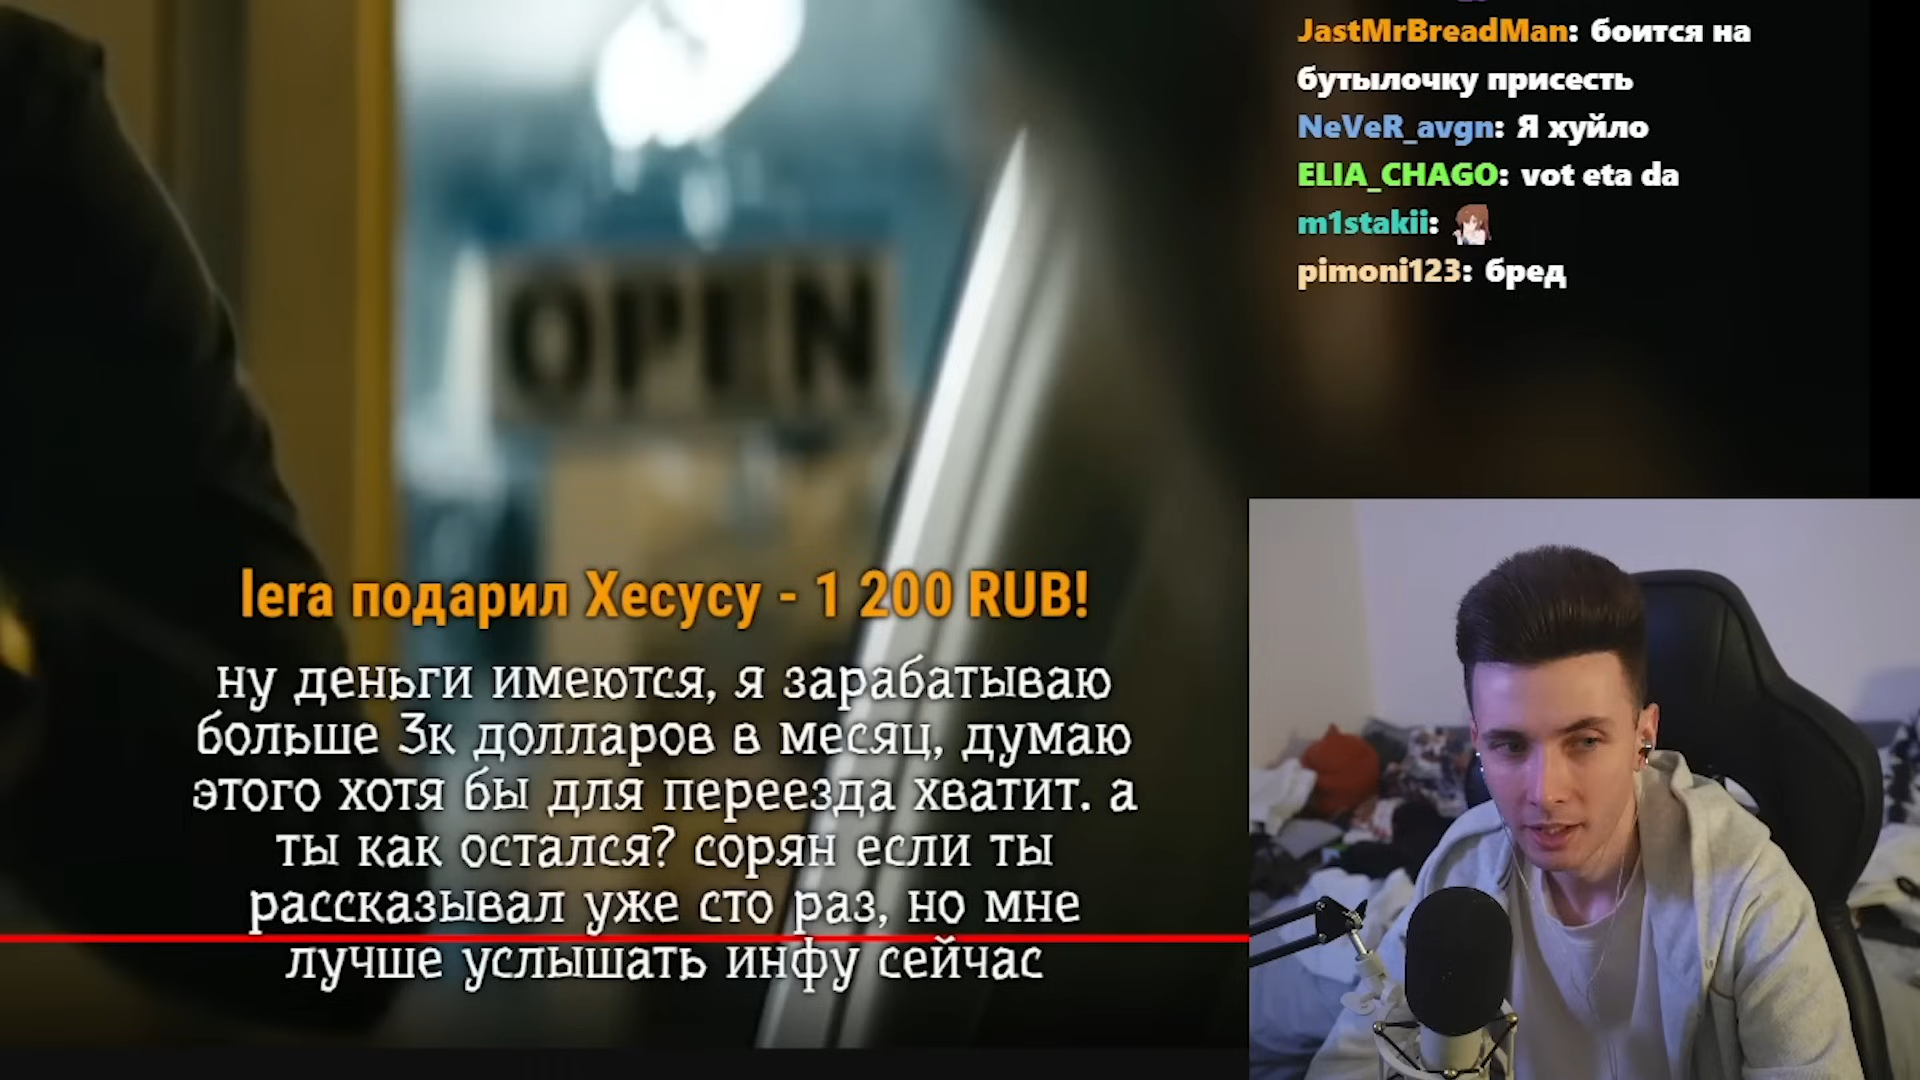 JastMrBreadMan: боится на
бутылочку присесть
NeVeR_avgn: Я хуйло
ELIA_CHAGO: vot eta da
m1stakii:
pimoni123: бред
OPEN
lera подарил Хесусу - 1 200 RUB!
ну деньги имеются, я зарабатываю
больше 3к долларов в месяц, думаю
этого хотя бы для переезда хватит. а
ты как остался? сорян если ты
рассказывал уже сто раз, но мне
лучше услышать инфу сейчас